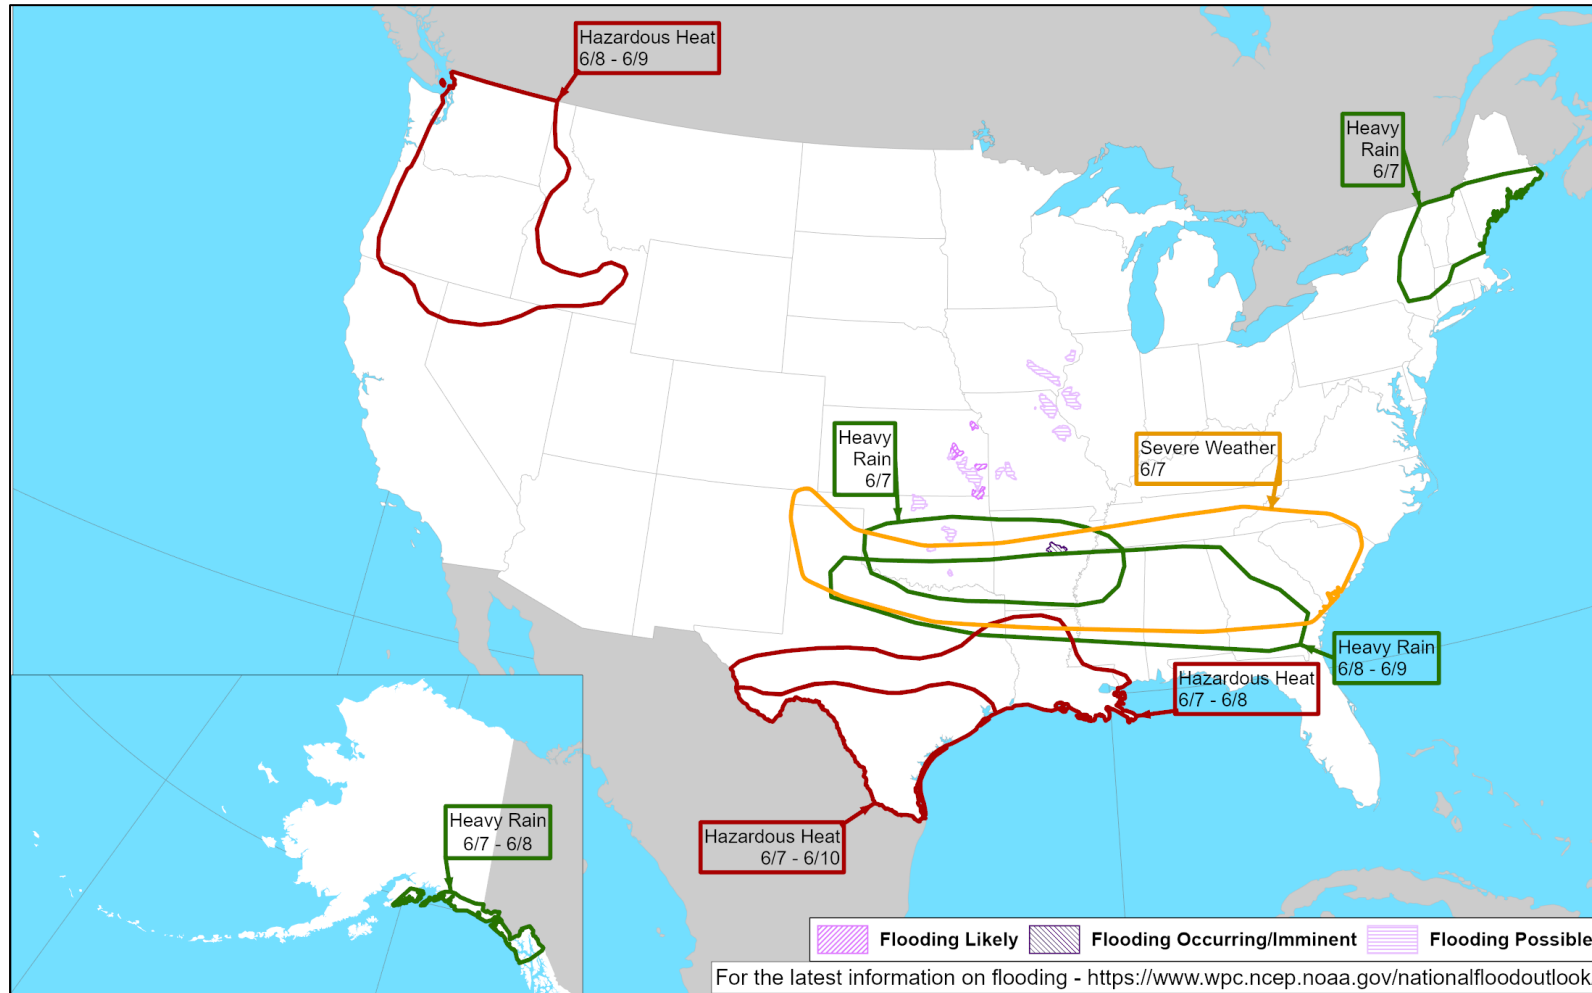 Hazardous Heat
6/8 - 6/9
Heavy
Rain
6/7
Heavy
Rain
6/7
Severe Weather
6/7
Heavy Rain
6/8 - 6/9
Hazardous Heat
6/7 - 6/8
Heavy Rain
6/7 - 6/8
Hazardous Heat
6/7 - 6/10
Flooding Likely
Flooding Occurring/Imminent
Flooding Possible
For the latest information on flooding - https://www.wpc.ncep.noaa.gov/nationalfloodoutlook